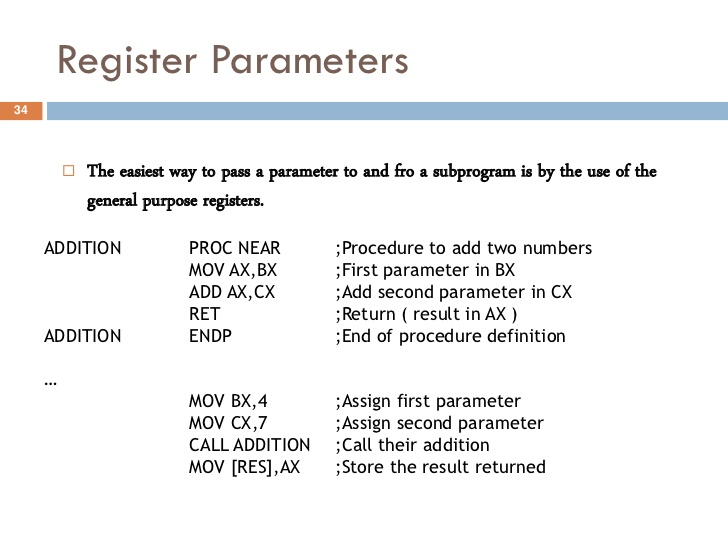 Register Parameters
34
The easiest way to pass a parameter to and fro a subprogram is by the use of the
general purpose registers.
ADDITION PROC NEAR ;Procedure to add two numbers
MOV AX,BX ;First parameter in BX
ADD AX,CX ;Add second parameter in CX
RET ;Return ( result in AX )
ADDITION ENDP ;End of procedure definition
…
MOV BX,4 ;Assign first parameter
MOV CX,7 ;Assign second parameter
CALL ADDITION ;Call their addition
MOV [RES],AX ;Store the result returned